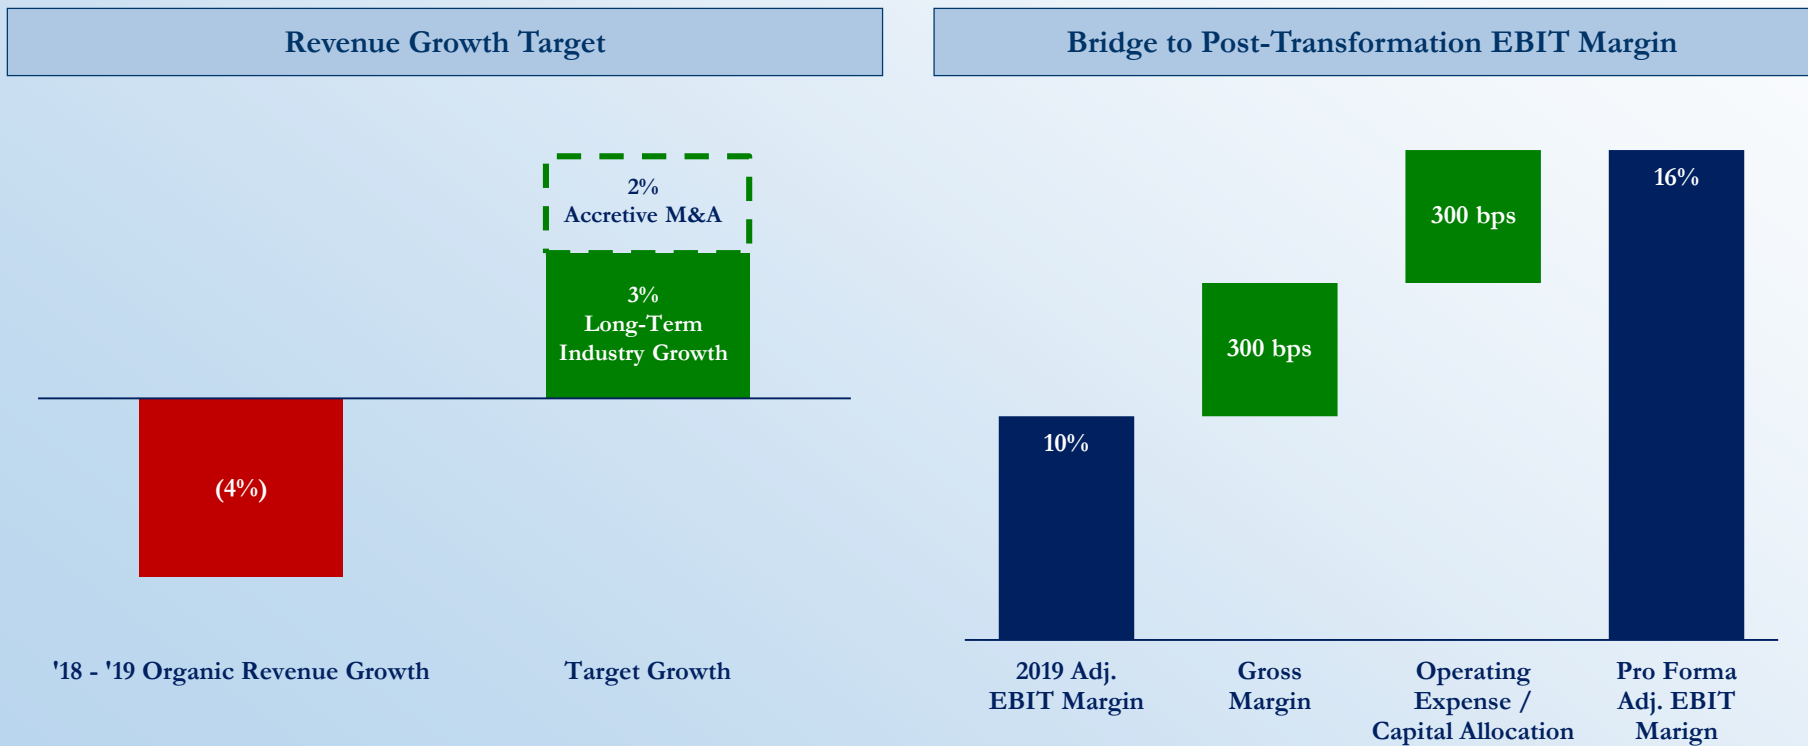 Revenue Growth Target
2%
Accretive M&A
3%
Long-Term
Industry Growth
(4%)
'18 - '19 Organic Revenue Growth
Target Growth
Bridge to Post-Transformation EBIT Margin
10%
300 bps
300 bps
16%
2019 Adj.
EBIT Margin
Gross
Margin
Operating
Expense /
Capital Allocation
Pro Forma
Adj. EBIT
Marign